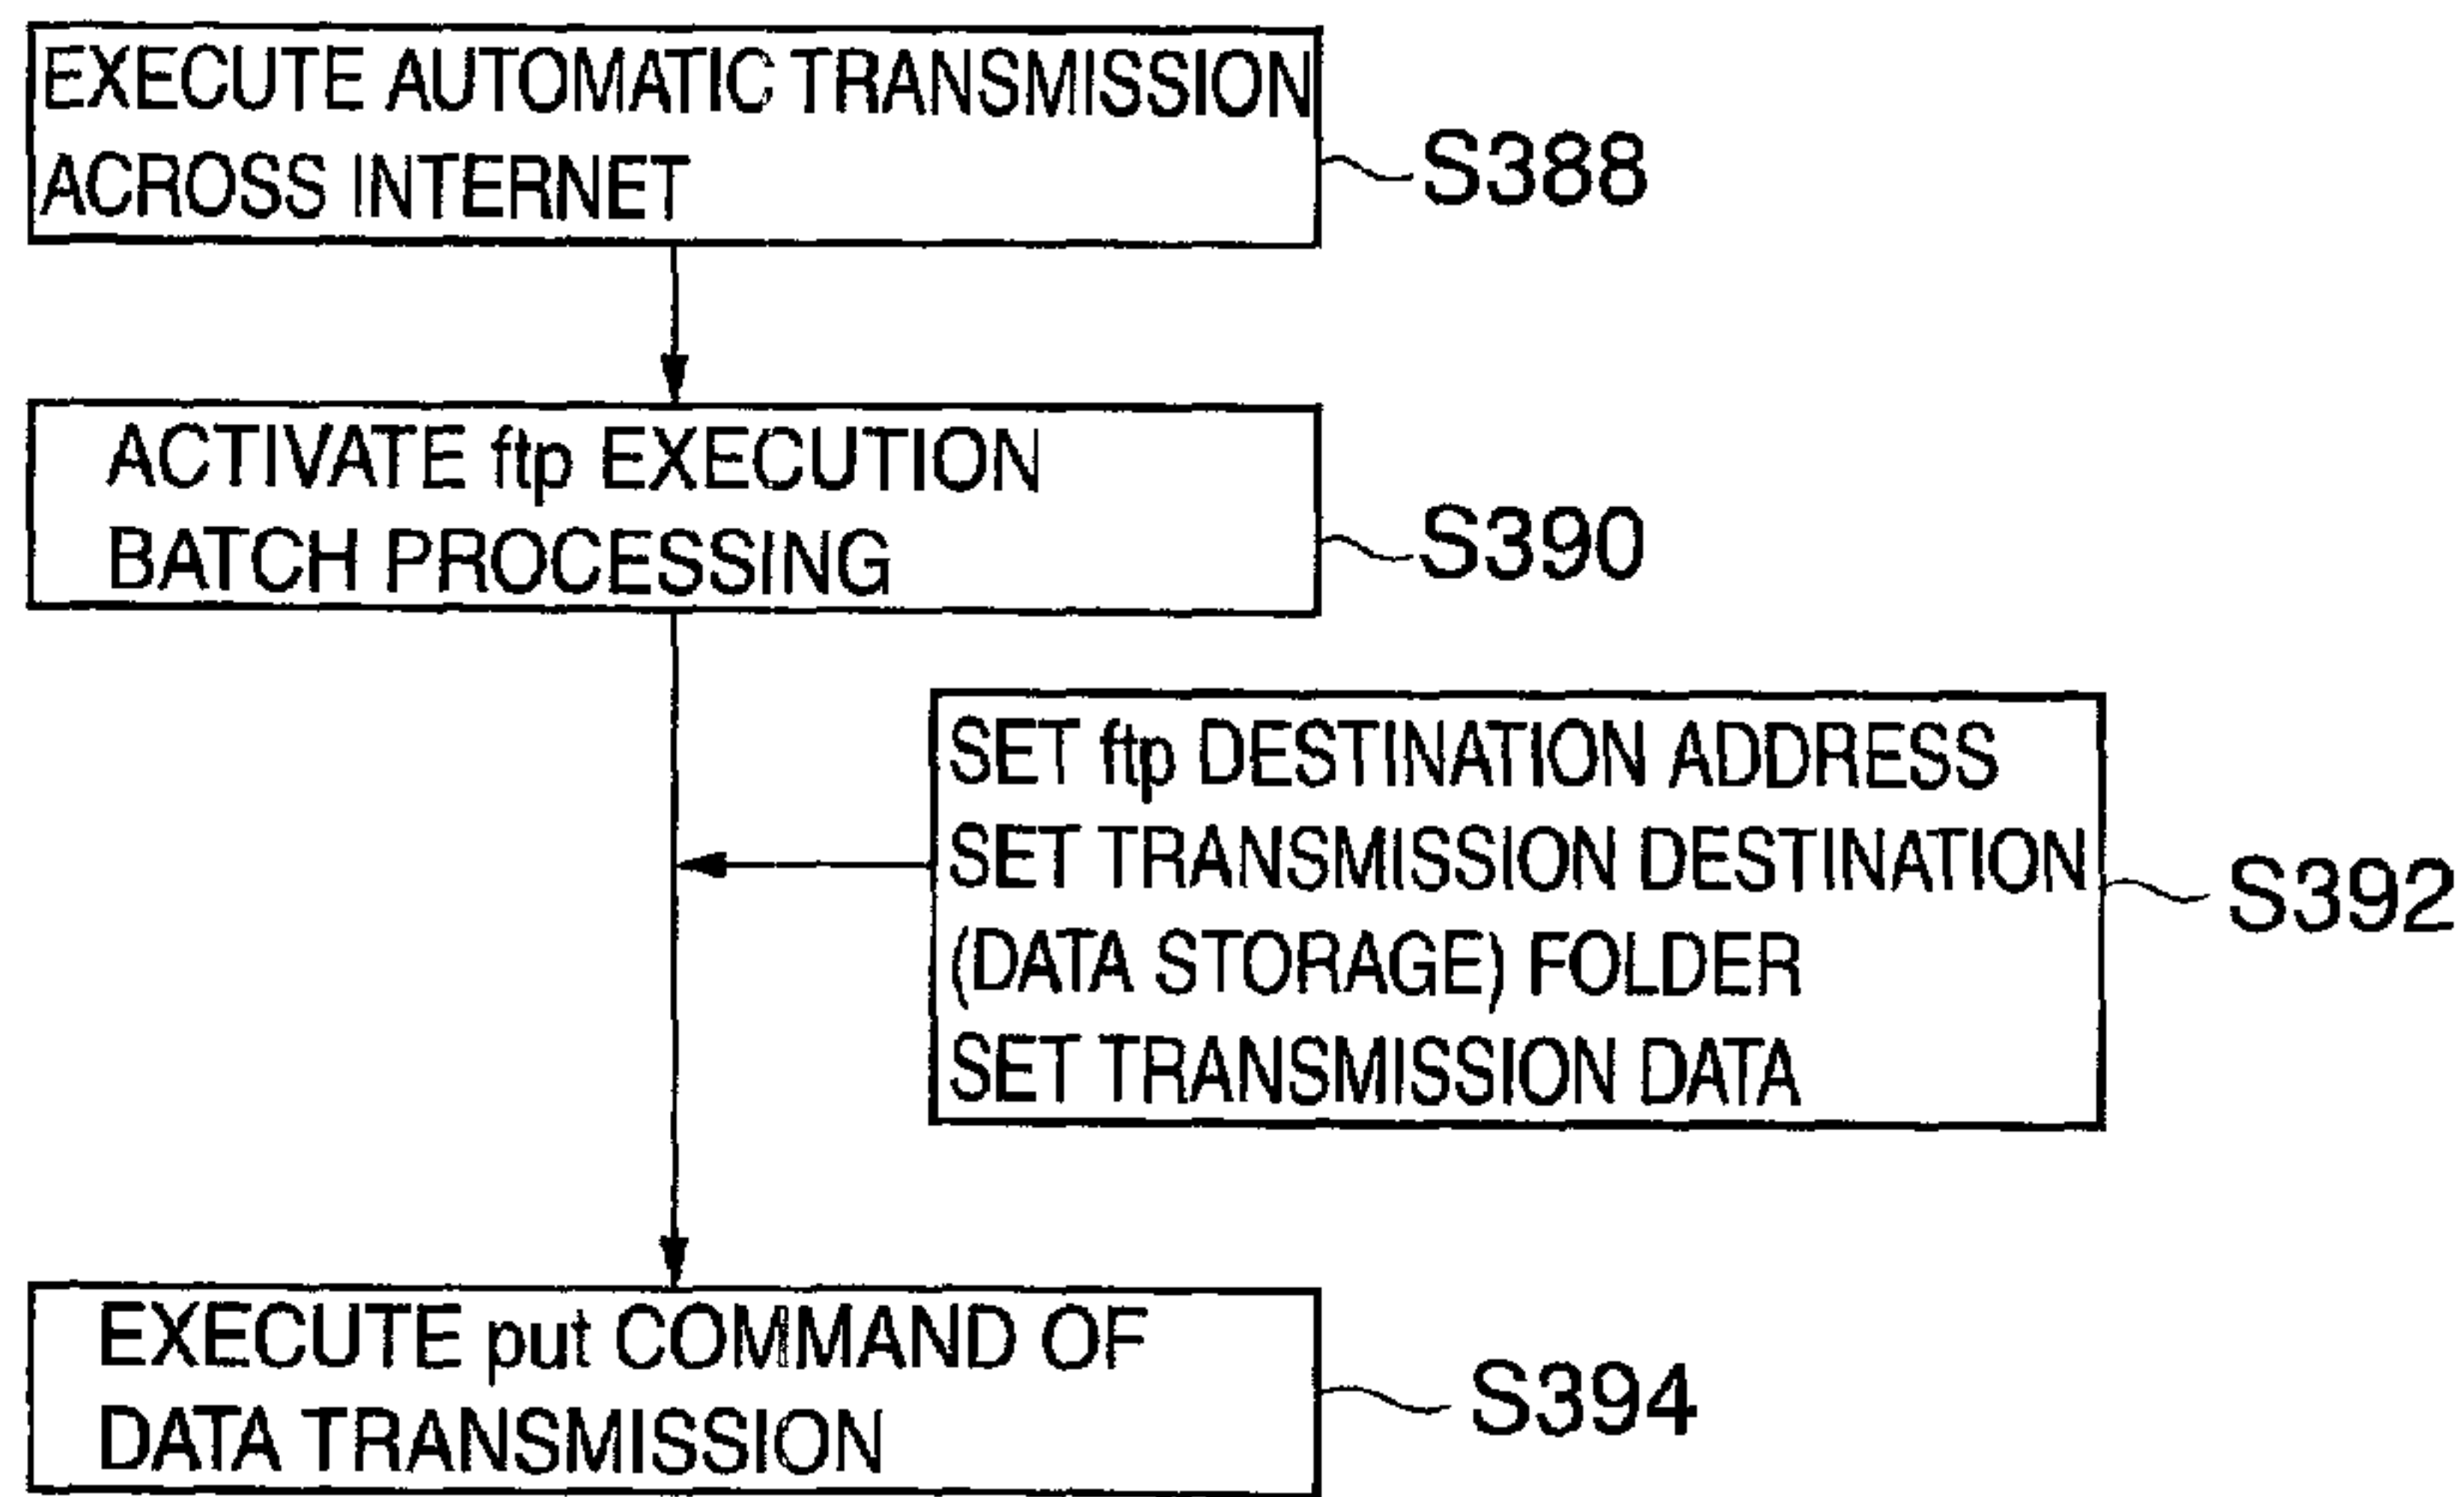 EXECUTE AUTOMATIC TRANSMISSION
ACROSS INTERNET
S388
ACTIVATE ftp EXECUTION
BATCH PROCESSING
S390
SET ftp DESTINATION ADDRESS
SET TRANSMISSION DESTINATION
(DATA STORAGE) FOLDER
SET TRANSMISSION DATA
S392
EXECUTE put COMMAND OF
DATA TRANSMISSION
S394